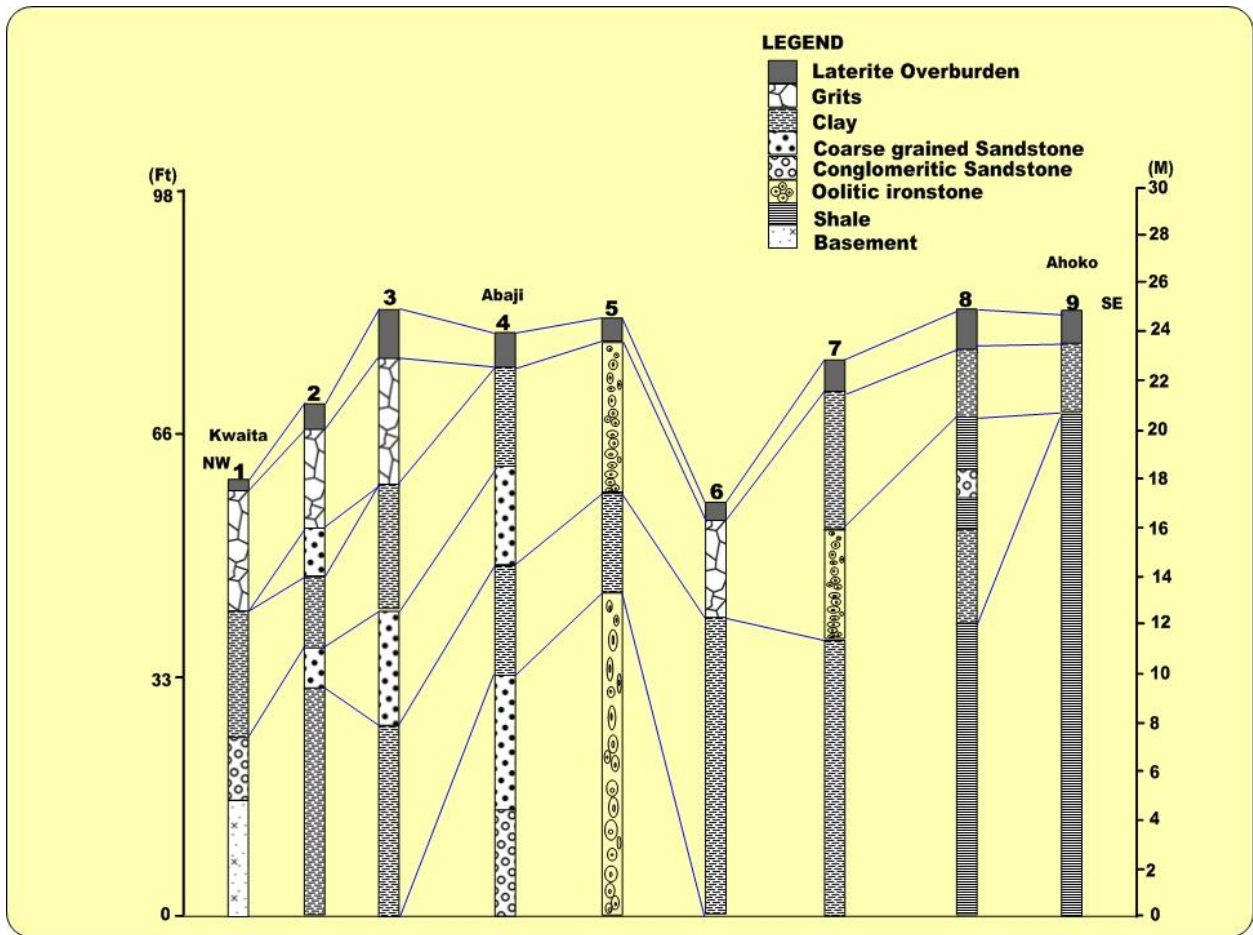 LEGEND
Laterite Overburden
Grits
Clay
Coarse grained Sandstone
Conglomeritic Sandstone
Oolitic ironstone
Shale
Basement
(Ft)
98
66
33
0
(M)
30
28
26
24
22
20
18
16
14
12
10
8
6
4
2
0
Kwaita
NW
1
2
3
Abaji
4
5
6
7
8
Ahoko
9
SE